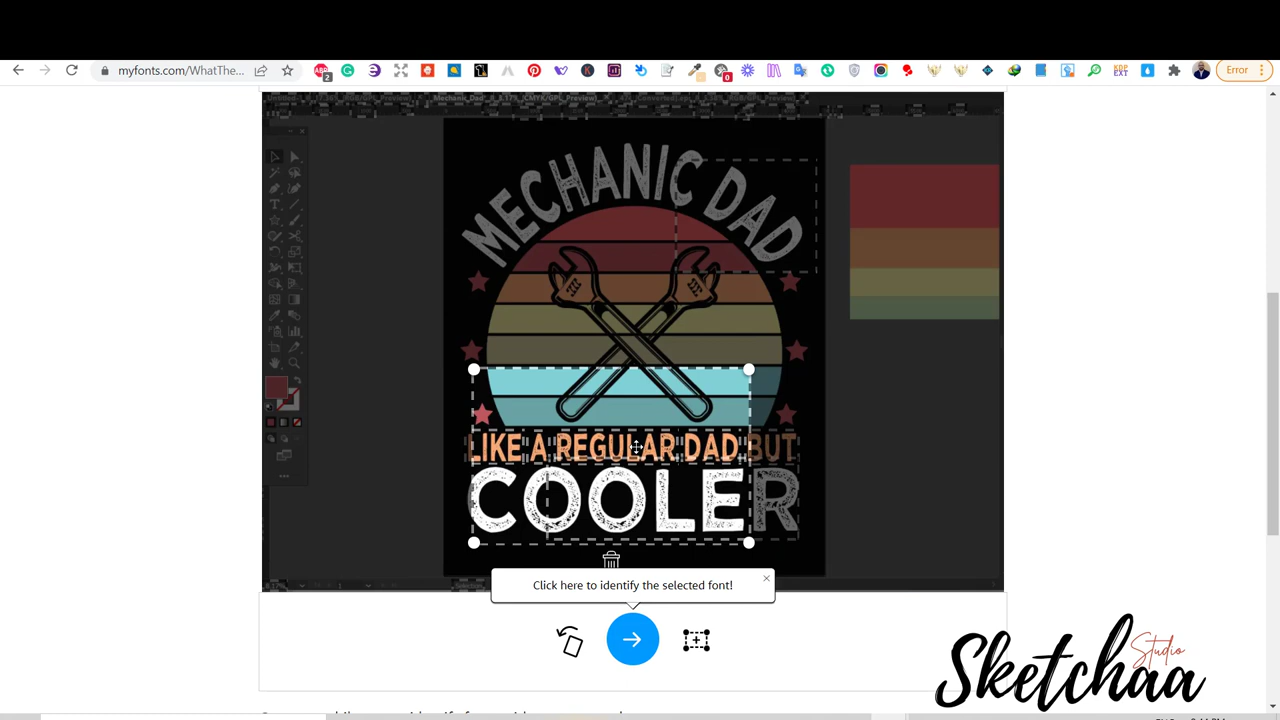 myfonts.com/WhatThe...
Error
MECHANIC DAD
LIKE A REGULAR DAD BUT
COOLER
Click here to identify the selected font!
Sketchaa
Studio